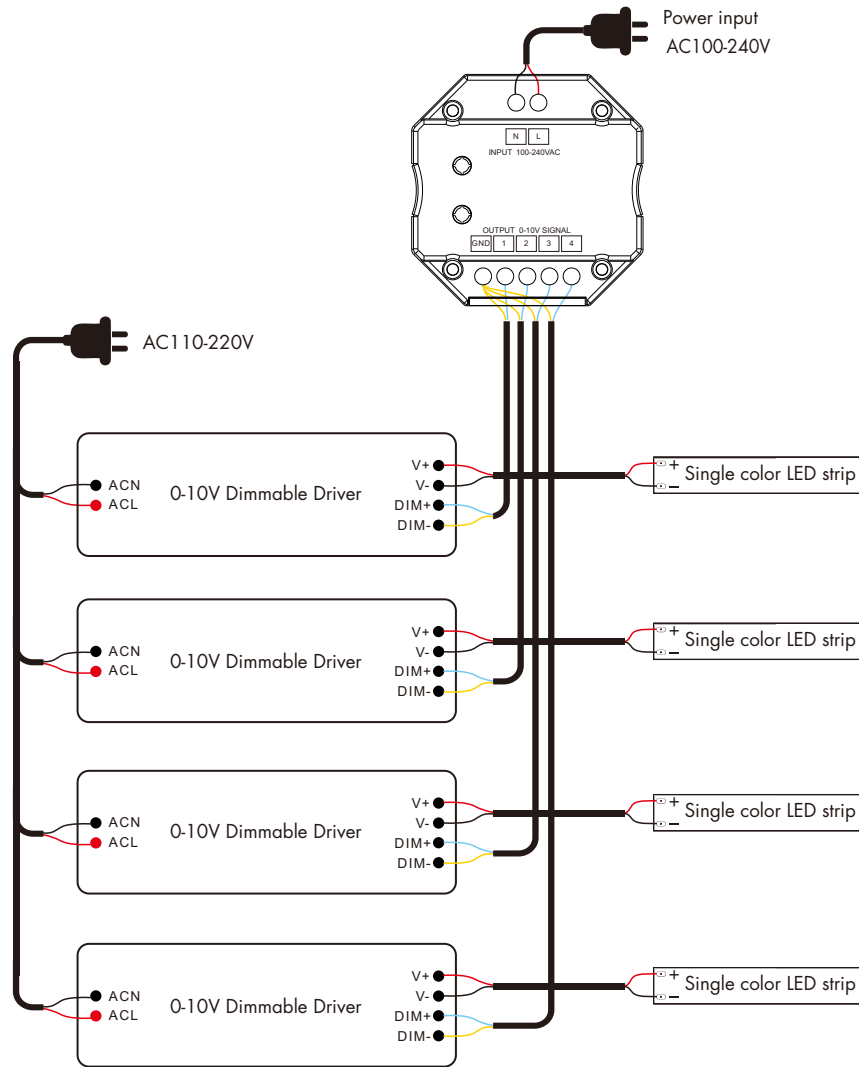 Power input
AC100-240V
N L
INPUT 100-240VAC
OUTPUT 0-10V SIGNAL
GND 1 2 3 4
AC110-220V
V+
ACN
V-
ACL
0-10V Dimmable Driver
DIM+
DIM-
+
Single color LED strip
–
V+
ACN
V-
ACL
0-10V Dimmable Driver
DIM+
DIM-
+
Single color LED strip
–
V+
ACN
V-
ACL
0-10V Dimmable Driver
DIM+
DIM-
+
Single color LED strip
–
V+
ACN
V-
ACL
0-10V Dimmable Driver
DIM+
DIM-
+
Single color LED strip
–